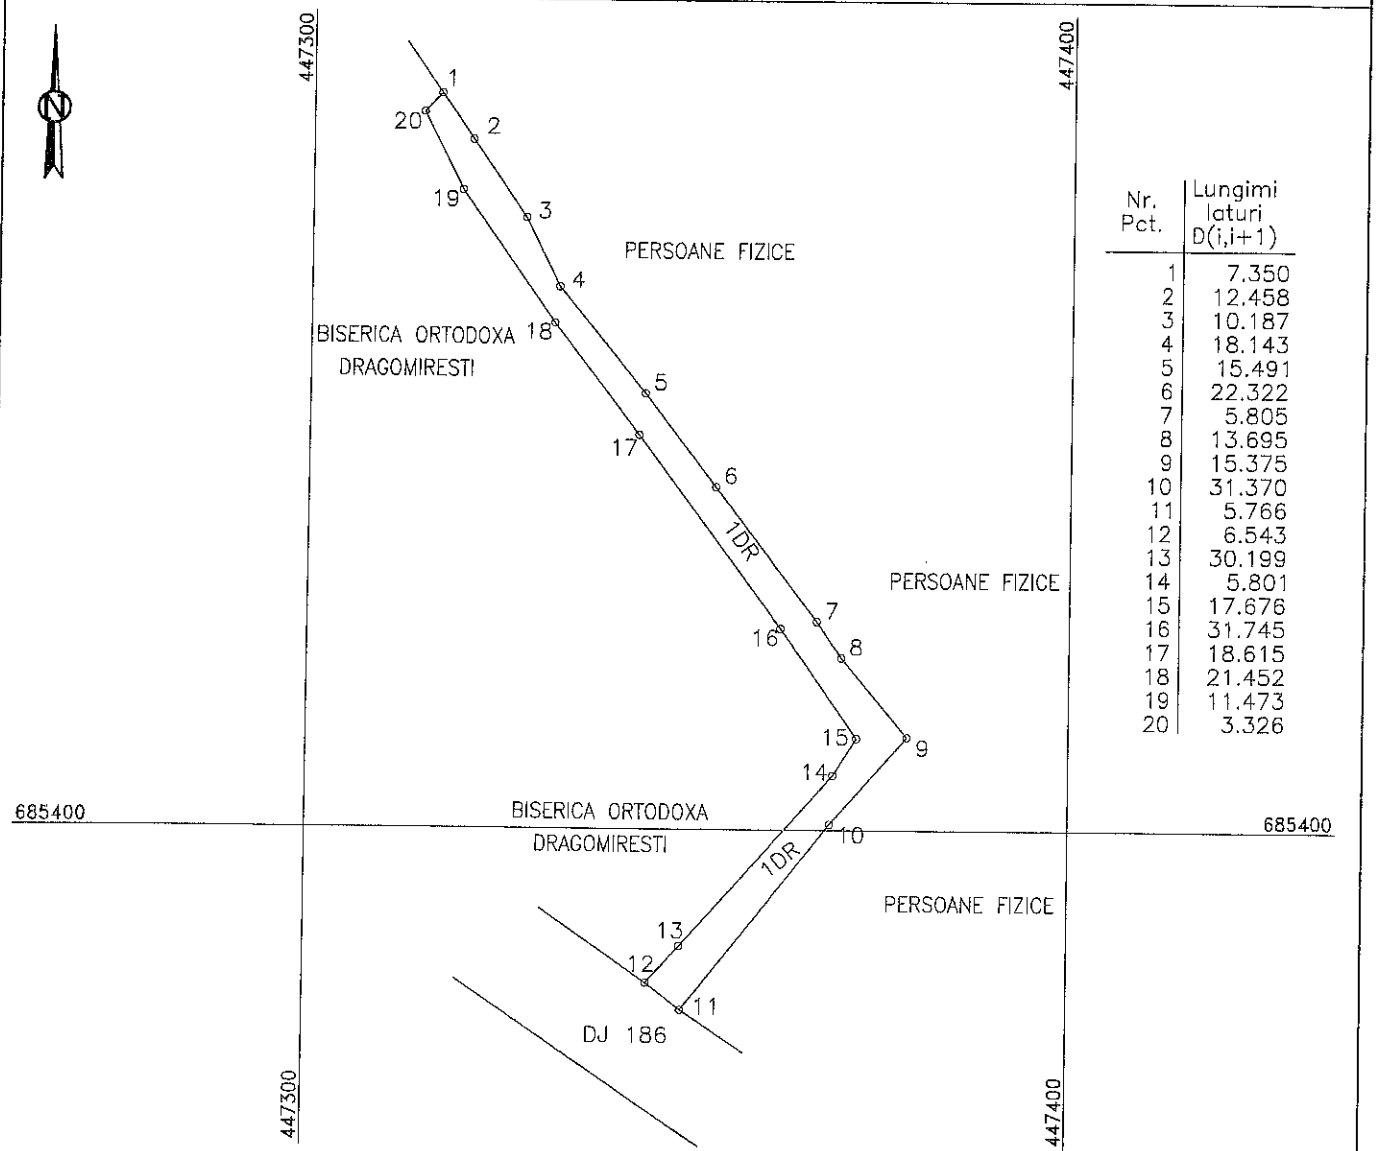 447300
447400
N
1
20
2
19
3
PERSOANE FIZICE
4
BISERICA ORTODOXA
DRAGOMIRESTI
18
5
17
6
1DR
PERSOANE FIZICE
7
16
8
15
9
14
685400
BISERICA ORTODOXA
DRAGOMIRESTI
10
685400
1DR
PERSOANE FIZICE
13
12
11
DJ 186
447300
447400
Nr.
Pct.
Lungimi
laturi
D(i,i+1)
1 7.350
2 12.458
3 10.187
4 18.143
5 15.491
6 22.322
7 5.805
8 13.695
9 15.375
10 31.370
11 5.766
12 6.543
13 30.199
14 5.801
15 17.676
16 31.745
17 18.615
18 21.452
19 11.473
20 3.326